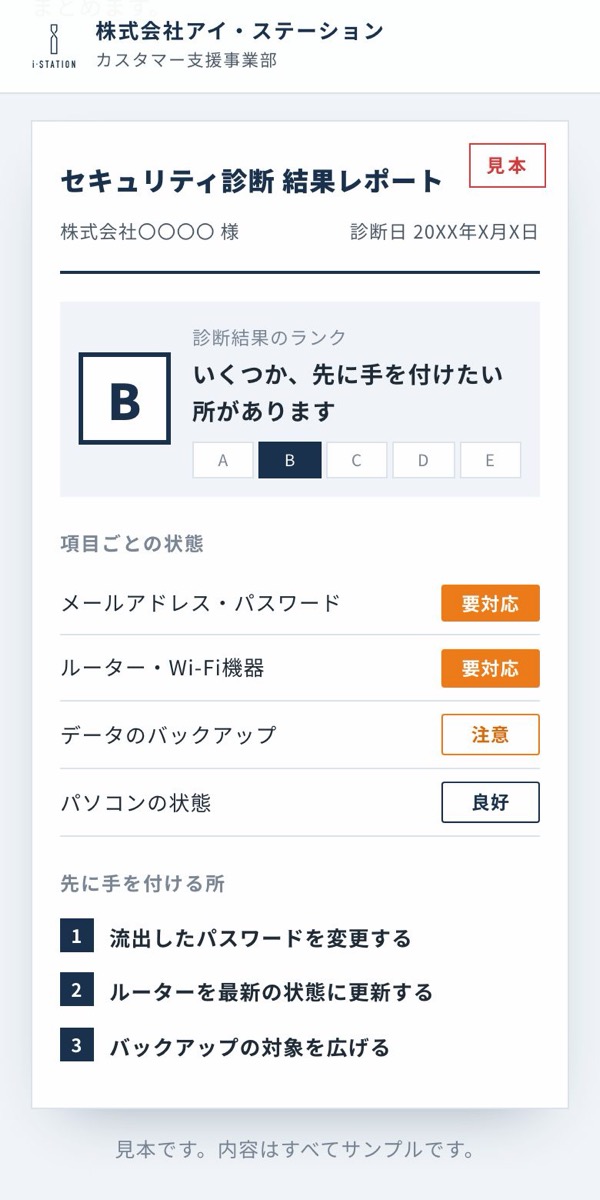 まとめます。
株式会社アイ・ステーション
i·STATION
カスタマー支援事業部
見本
セキュリティ診断 結果レポート
株式会社〇〇〇〇 様
診断日 20XX年X月X日
診断結果のランク
B
いくつか、先に手を付けたい
所があります
A B C D E
項目ごとの状態
メールアドレス・パスワード 要対応
ルーター・Wi-Fi機器 要対応
データのバックアップ 注意
パソコンの状態 良好
先に手を付ける所
1 流出したパスワードを変更する
2 ルーターを最新の状態に更新する
3 バックアップの対象を広げる
見本です。内容はすべてサンプルです。